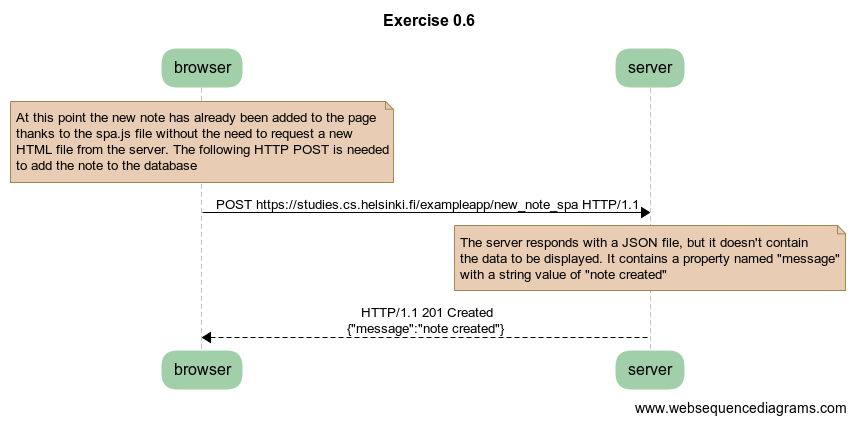 Exercise 0.6
browser
server
At this point the new note has already been added to the page
thanks to the spa.js file without the need to request a new
HTML file from the server. The following HTTP POST is needed
to add the note to the database
POST https://studies.cs.helsinki.fi/exampleapp/new_note_spa HTTP/1.1
The server responds with a JSON file, but it doesn't contain
the data to be displayed. It contains a property named "message"
with a string value of "note created"
HTTP/1.1 201 Created
{"message":"note created"}
browser
server
www.websequencediagrams.com